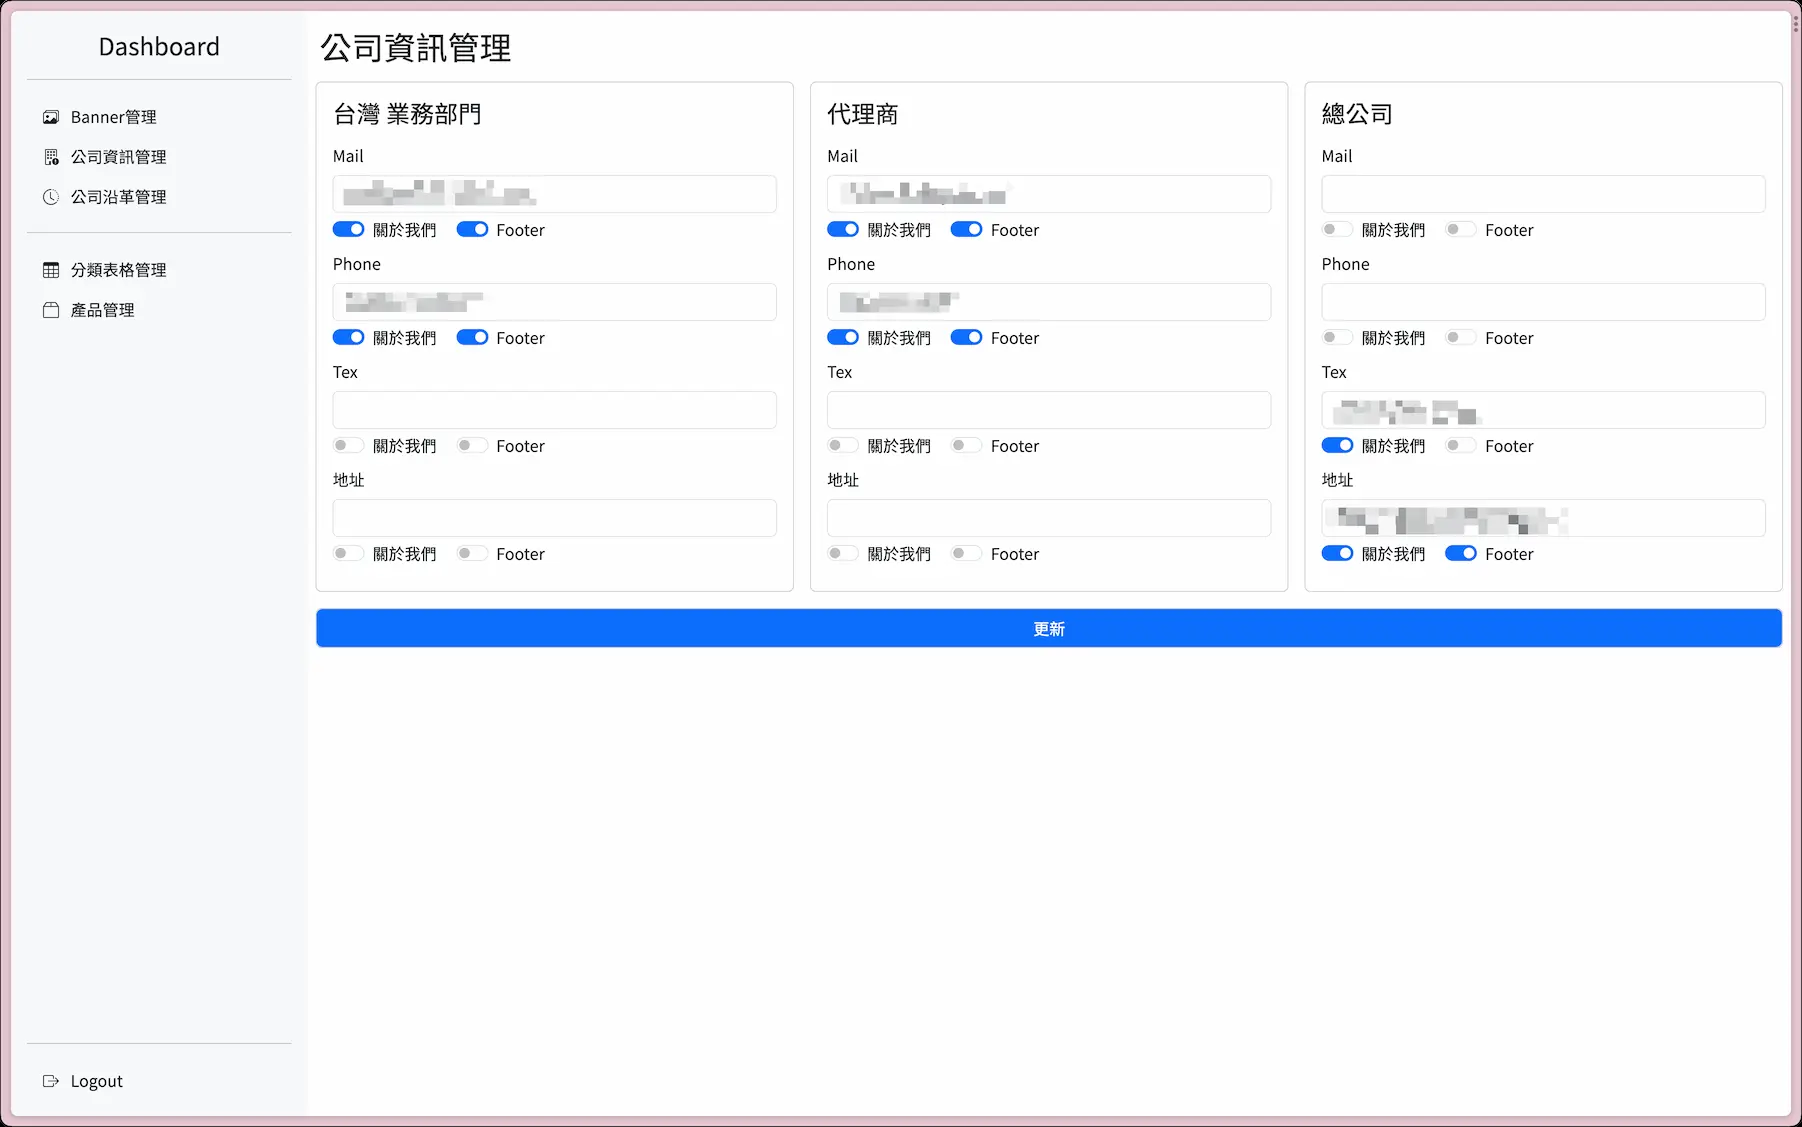 Dashboard
Banner管理
公司資訊管理
公司沿革管理
分類表格管理
產品管理
Logout
公司資訊管理
台灣 業務部門
Mail
關於我們 Footer
Phone
關於我們 Footer
Tex
關於我們 Footer
地址
關於我們 Footer
代理商
Mail
關於我們 Footer
Phone
關於我們 Footer
Tex
關於我們 Footer
地址
關於我們 Footer
總公司
Mail
關於我們 Footer
Phone
關於我們 Footer
Tex
關於我們 Footer
地址
關於我們 Footer
更新